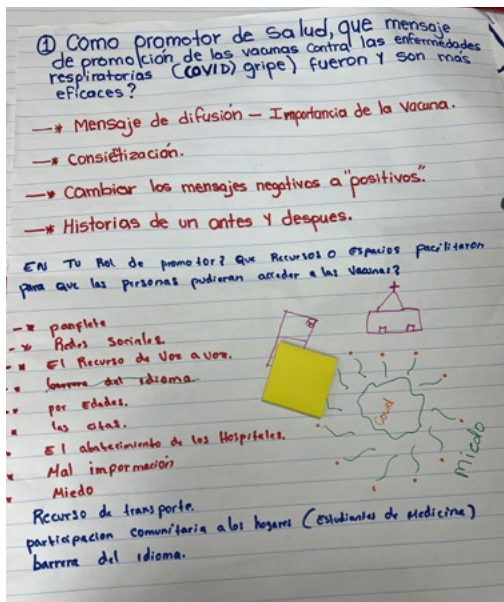 ① Como promotor de salud, que mensaje
de promoción de las vacunas contra las enfermedades
respiratorias (COVID) gripe) fueron y son más
eficaces?
—* Mensaje de difusión – Importancia de la vacuna.
—* Consietización.
—* Cambiar los mensajes negativos a "positivos".
—* Historias de un antes y despues.
EN TU Rol de promotor? Que Recursos o espacios facilitaron
para que las personas pudieran acceder a las vacunas?
-* panflete
-* Redes Sociales.
* El Recurso de Voz a voz.
* barrera del idioma
* por Edades.
* las citas.
* El abatecimiento de los Hospitales.
* Mal impormación
* Miedo
Recurso de transporte.
participacion comunitaria a los hogares (Estudiantes de Medicina)
barrera del idioma.
Covid
miedo